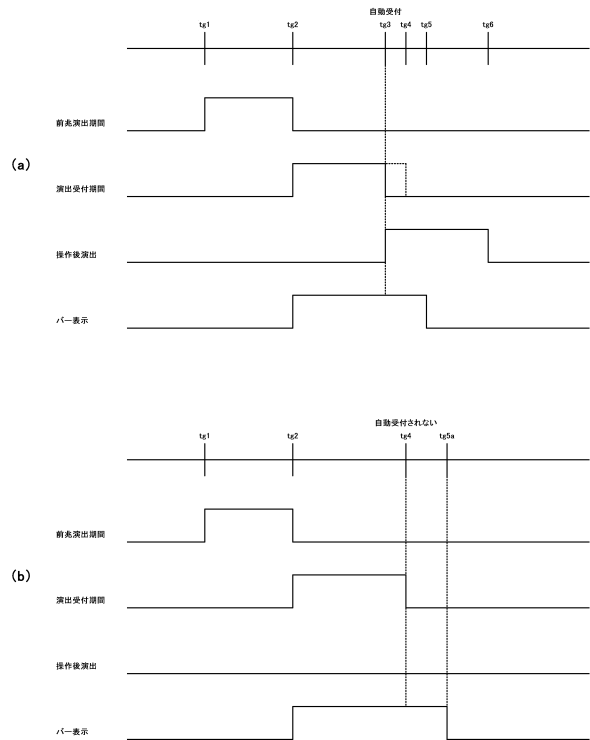 自動受付
tg1 tg2 tg3 tg4 tg5 tg6
前兆演出期間
(a)
演出受付期間
操作後演出
バー表示
自動受付されない
tg1 tg2 tg4 tg5a
前兆演出期間
(b)
演出受付期間
操作後演出
バー表示